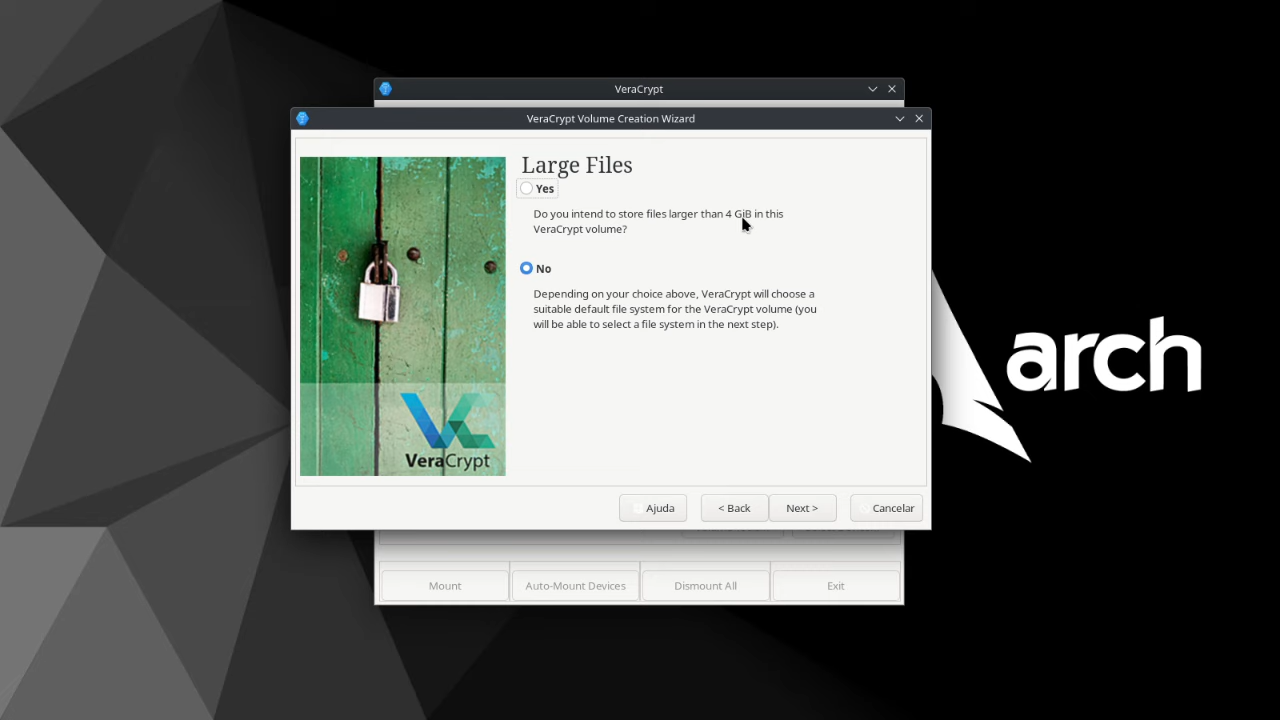 VeraCrypt
VeraCrypt Volume Creation Wizard
Large Files
Yes
Do you intend to store files larger than 4 GiB in this
VeraCrypt volume?
No
Depending on your choice above, VeraCrypt will choose a
suitable default file system for the VeraCrypt volume (you
will be able to select a file system in the next step).
VeraCrypt
arch
Ajuda
< Back
Next >
Cancelar
Mount
Auto-Mount Devices
Dismount All
Exit